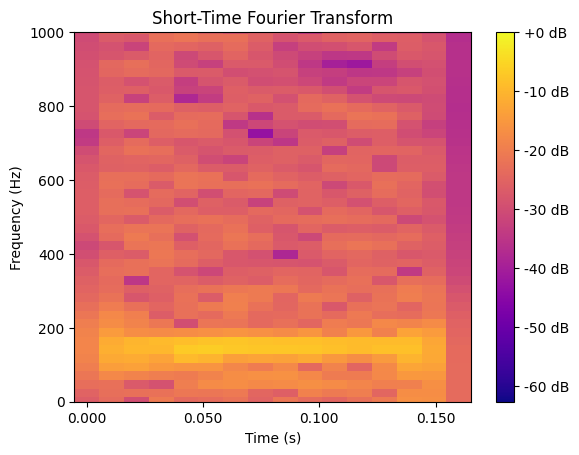 Short-Time Fourier Transform
1000
800
600
400
200
0
Frequency (Hz)
0.000
0.050
0.100
0.150
Time (s)
+0 dB
-10 dB
-20 dB
-30 dB
-40 dB
-50 dB
-60 dB